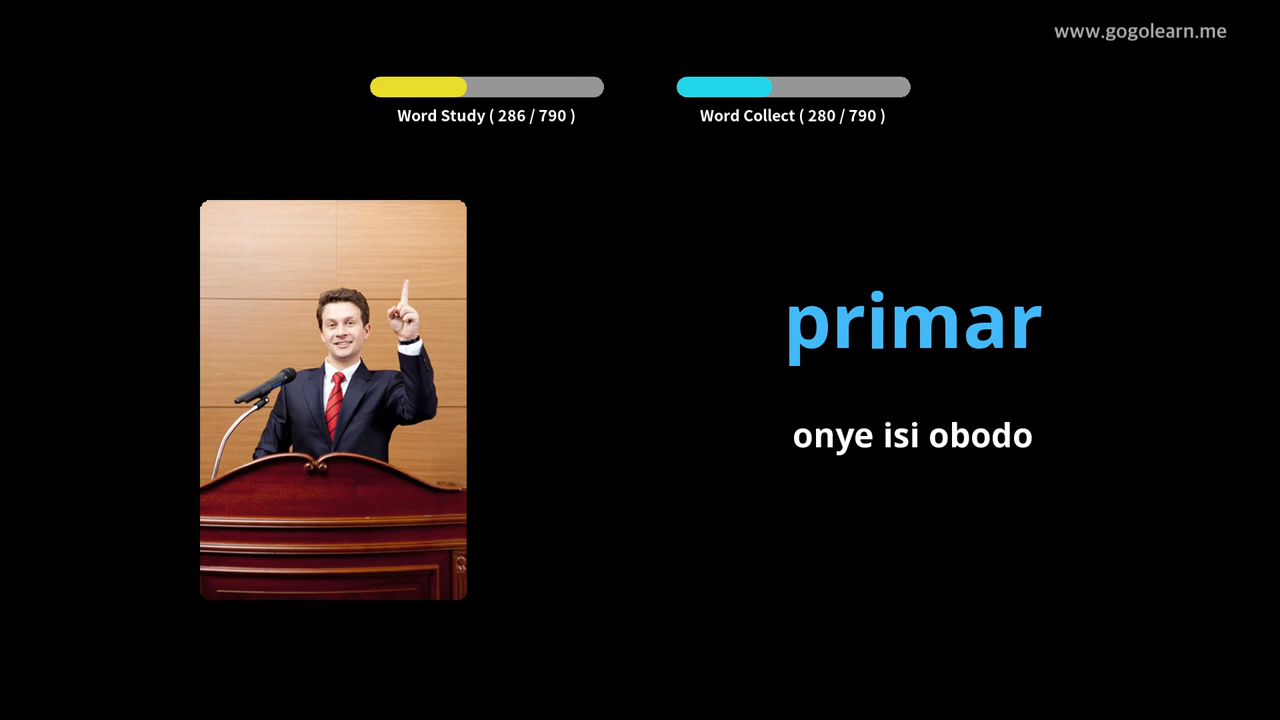 www.gogolearn.me
Word Study ( 286 / 790 )
Word Collect ( 280 / 790 )
primar
onye isi obodo